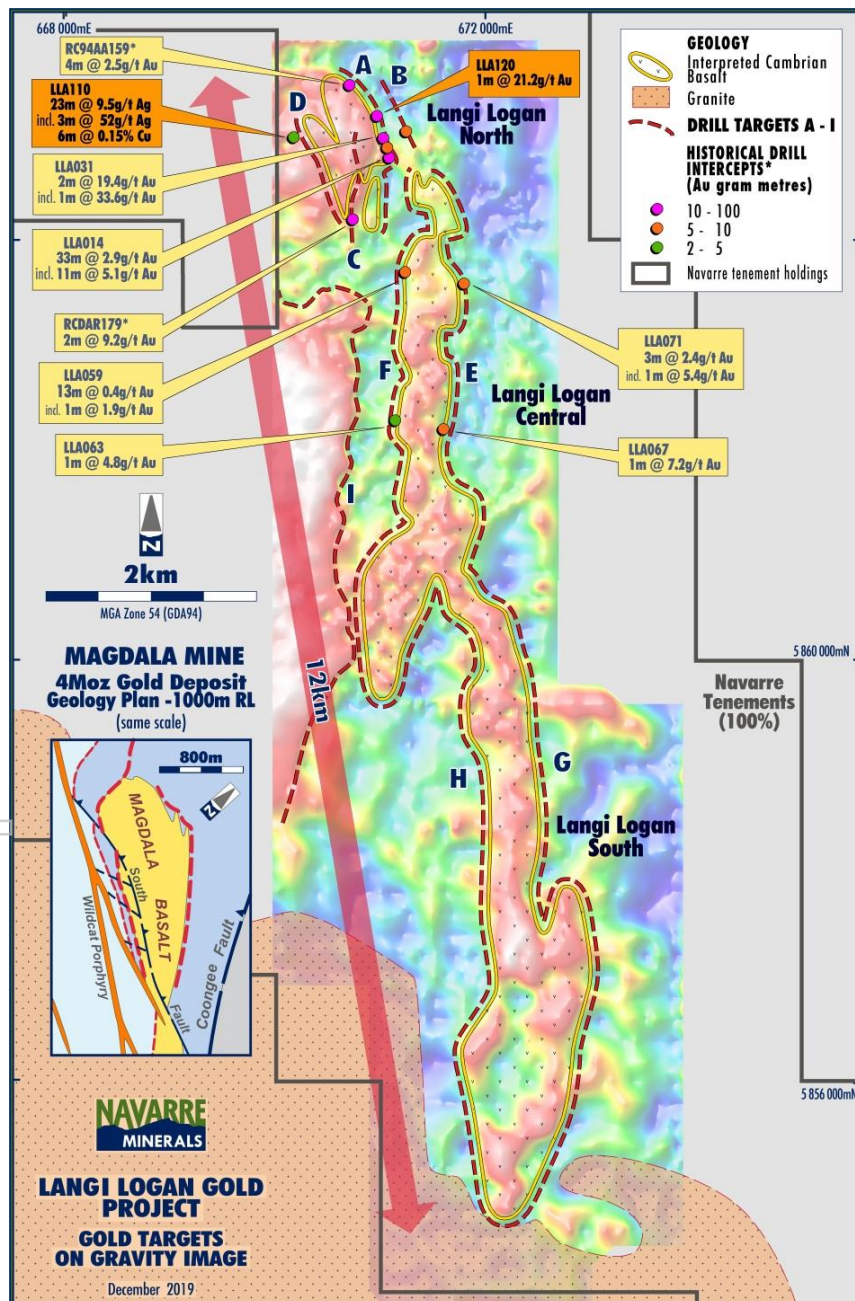 668 000mE
672 000mE
RC94AA159*
4m @ 2.5g/t Au
LLA110
23m @ 9.5g/t Ag
incl. 3m @ 52g/t Ag
6m @ 0.15% Cu
LLA031
2m @ 19.4g/t Au
incl. 1m @ 33.6g/t Au
LLA014
33m @ 2.9g/t Au
incl. 11m @ 5.1g/t Au
RCDAR179*
2m @ 9.2g/t Au
LLA059
13m @ 0.4g/t Au
incl. 1m @ 1.9g/t Au
LLA063
1m @ 4.8g/t Au
A
B
D
C
LLA120
1m @ 21.2g/t Au
Langi Logan
North
GEOLOGY
Interpreted Cambrian
Basalt
Granite
DRILL TARGETS A - I
HISTORICAL DRILL
INTERCEPTS*
(Au gram metres)
10 - 100
5 - 10
2 - 5
Navarre tenement holdings
LLA071
3m @ 2.4g/t Au
incl. 1m @ 5.4g/t Au
F
E
Langi Logan
Central
LLA067
1m @ 7.2g/t Au
I
N
2km
MGA Zone 54 (GDA94)
12km
5 860 000mN
Navarre
Tenements
(100%)
MAGDALA MINE
4Moz Gold Deposit
Geology Plan -1000m RL
(same scale)
800m
N
MAGDALA
BASALT
South
Fault
Wildcat Porphyry
Coongee Fault
H
G
Langi Logan
South
5 856 000mN
NAVARRE
MINERALS
LANGI LOGAN GOLD
PROJECT
GOLD TARGETS
ON GRAVITY IMAGE
December 2019